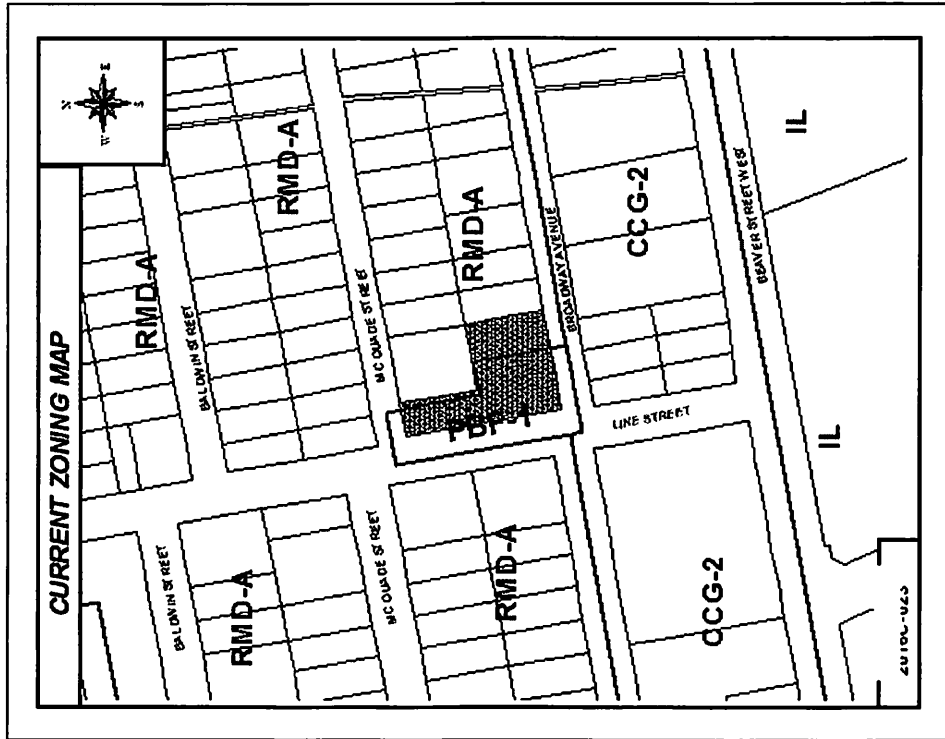 CURRENT ZONING MAP
N
W
E
S
RMD-A
RMD-A
BALDWIN STREET
MC QUADE STREET
RMD-A
BROADWAY AVENUE
CCG-2
BEAVER STREET WEST
IL
LINE STREET
IL
BALDWIN STREET
RMD-A
MC QUADE STREET
RMD-A
CCG-2